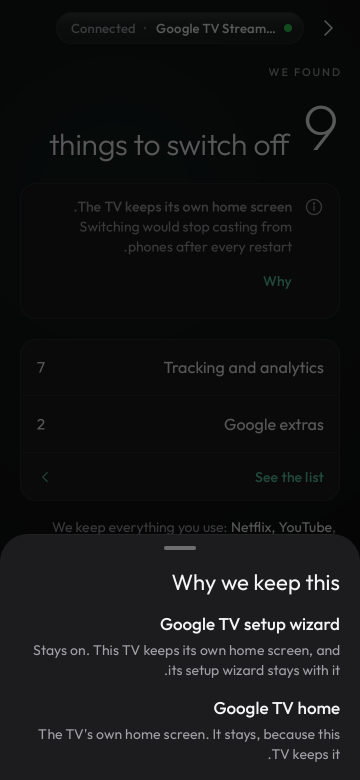 Connected · Google TV Stream...
WE FOUND
9 things to switch off
The TV keeps its own home screen.
Switching would stop casting from
phones after every restart.
Why
Tracking and analytics 7
Google extras 2
See the list
We keep everything you use: Netflix, YouTube,
Why we keep this
Google TV setup wizard
Stays on. This TV keeps its own home screen, and
its setup wizard stays with it.
Google TV home
The TV's own home screen. It stays, because this
TV keeps it.